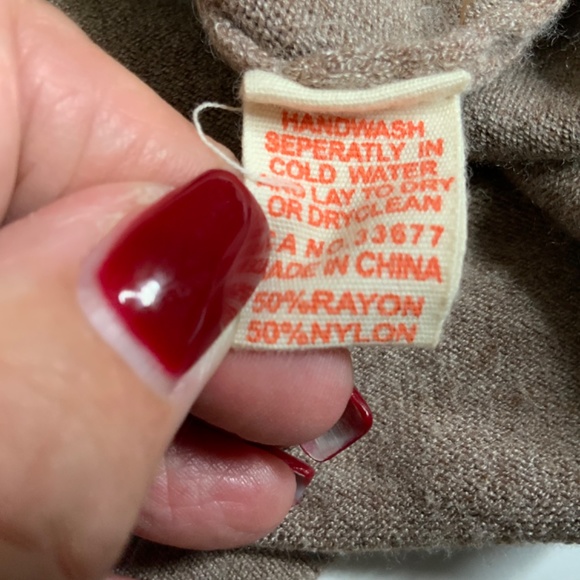 HANDWASH
SEPERATLY IN
COLD WATER
LAY TO DRY
OR DRYCLEAN
A NO 33677
MADE IN CHINA
50%RAYON
50%NYLON